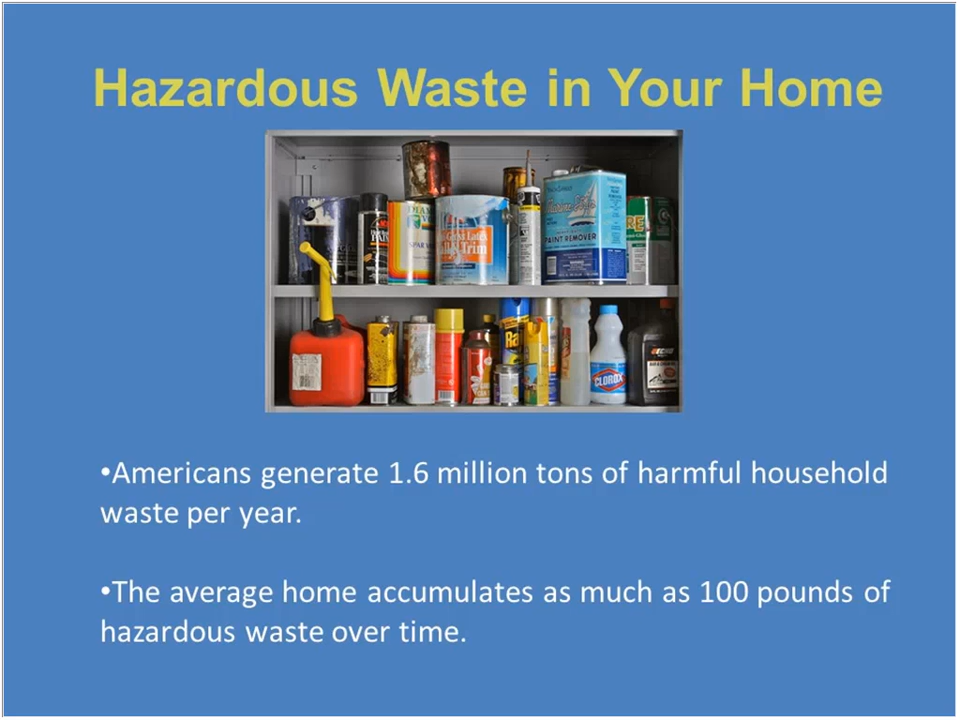 Hazardous Waste in Your Home
PAINT REMOVER
CLOROX
•Americans generate 1.6 million tons of harmful household
waste per year.
•The average home accumulates as much as 100 pounds of
hazardous waste over time.